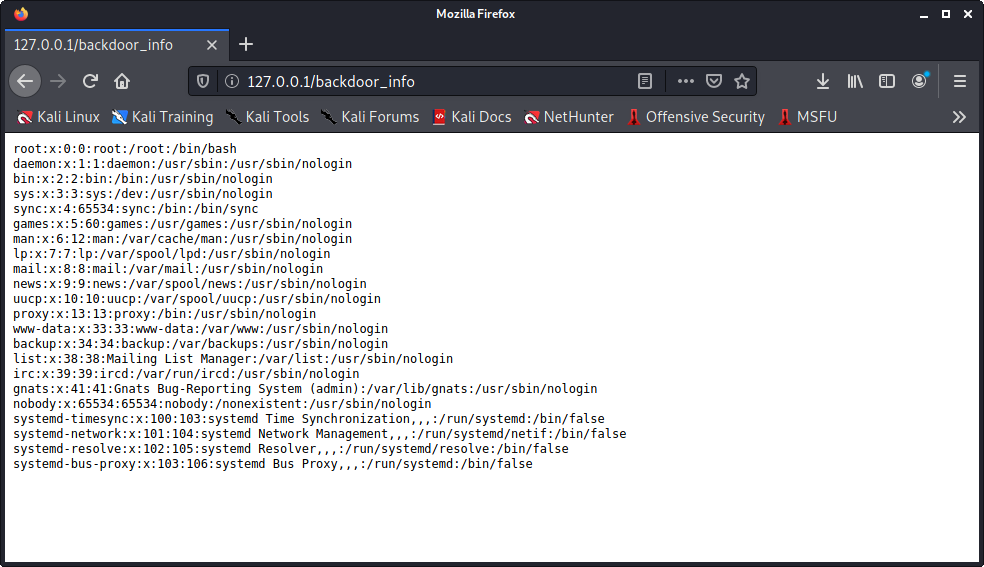 Mozilla Firefox
127.0.0.1/backdoor_info
127.0.0.1/backdoor_info
Kali Linux Kali Training Kali Tools Kali Forums Kali Docs NetHunter Offensive Security MSFU
root:x:0:0:root:/root:/bin/bash
daemon:x:1:1:daemon:/usr/sbin:/usr/sbin/nologin
bin:x:2:2:bin:/bin:/usr/sbin/nologin
sys:x:3:3:sys:/dev:/usr/sbin/nologin
sync:x:4:65534:sync:/bin:/bin/sync
games:x:5:60:games:/usr/games:/usr/sbin/nologin
man:x:6:12:man:/var/cache/man:/usr/sbin/nologin
lp:x:7:7:lp:/var/spool/lpd:/usr/sbin/nologin
mail:x:8:8:mail:/var/mail:/usr/sbin/nologin
news:x:9:9:news:/var/spool/news:/usr/sbin/nologin
uucp:x:10:10:uucp:/var/spool/uucp:/usr/sbin/nologin
proxy:x:13:13:proxy:/bin:/usr/sbin/nologin
www-data:x:33:33:www-data:/var/www:/usr/sbin/nologin
backup:x:34:34:backup:/var/backups:/usr/sbin/nologin
list:x:38:38:Mailing List Manager:/var/list:/usr/sbin/nologin
irc:x:39:39:ircd:/var/run/ircd:/usr/sbin/nologin
gnats:x:41:41:Gnats Bug-Reporting System (admin):/var/lib/gnats:/usr/sbin/nologin
nobody:x:65534:65534:nobody:/nonexistent:/usr/sbin/nologin
systemd-timesync:x:100:103:systemd Time Synchronization,,,:/run/systemd:/bin/false
systemd-network:x:101:104:systemd Network Management,,,:/run/systemd/netif:/bin/false
systemd-resolve:x:102:105:systemd Resolver,,,:/run/systemd/resolve:/bin/false
systemd-bus-proxy:x:103:106:systemd Bus Proxy,,,:/run/systemd:/bin/false